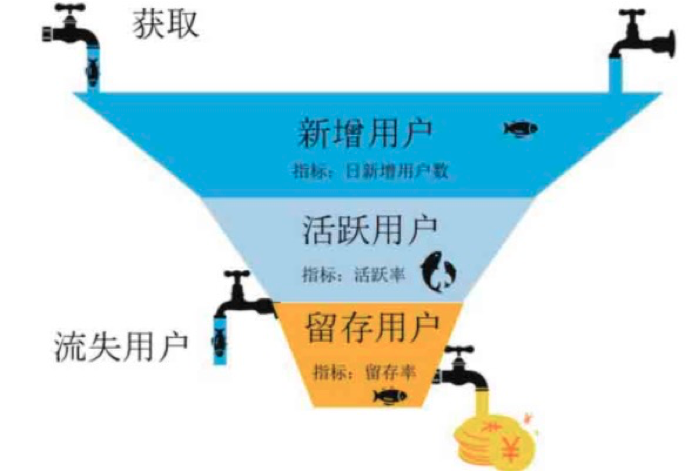 获取
新增用户
指标：日新增用户数
活跃用户
指标：活跃率
流失用户
留存用户
指标：留存率
¥
¥